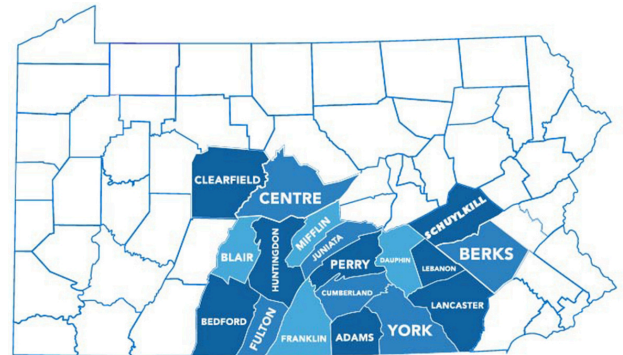 CLEARFIELD
CENTRE
SCHUYLKILL
MIFFLIN
JUNIATA
BLAIR
HUNTINGDON
PERRY
DAUPHIN
LEBANON
BERKS
CUMBERLAND
LANCASTER
BEDFORD
FULTON
FRANKLIN
ADAMS
YORK